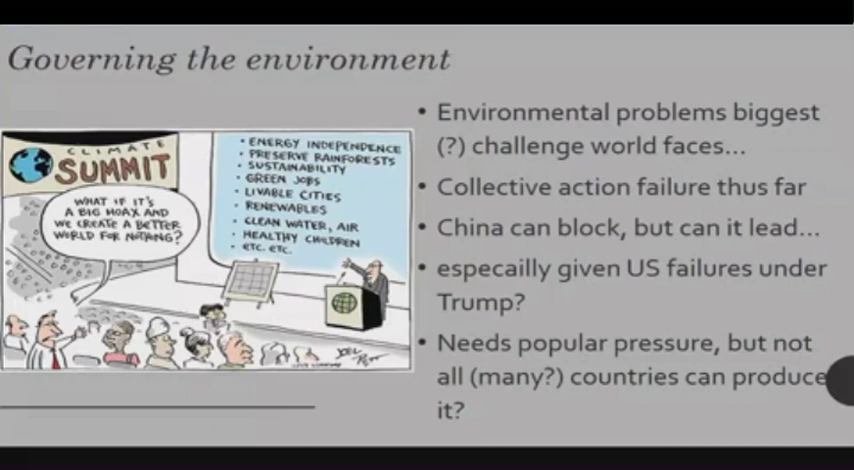 Governing the environment
CLIMATE
SUMMIT
WHAT IF IT'S
A BIG HOAX AND
WE CREATE A BETTER
WORLD FOR NOTHING?
• ENERGY INDEPENDENCE
• PRESERVE RAINFORESTS
• SUSTAINABILITY
• GREEN JOBS
• LIVABLE CITIES
• RENEWABLES
• CLEAN WATER, AIR
• HEALTHY CHILDREN
• ETC. ETC.
JOEL
• Environmental problems biggest
(?) challenge world faces...
• Collective action failure thus far
• China can block, but can it lead...
• especailly given US failures under
Trump?
• Needs popular pressure, but not
all (many?) countries can produce
it?